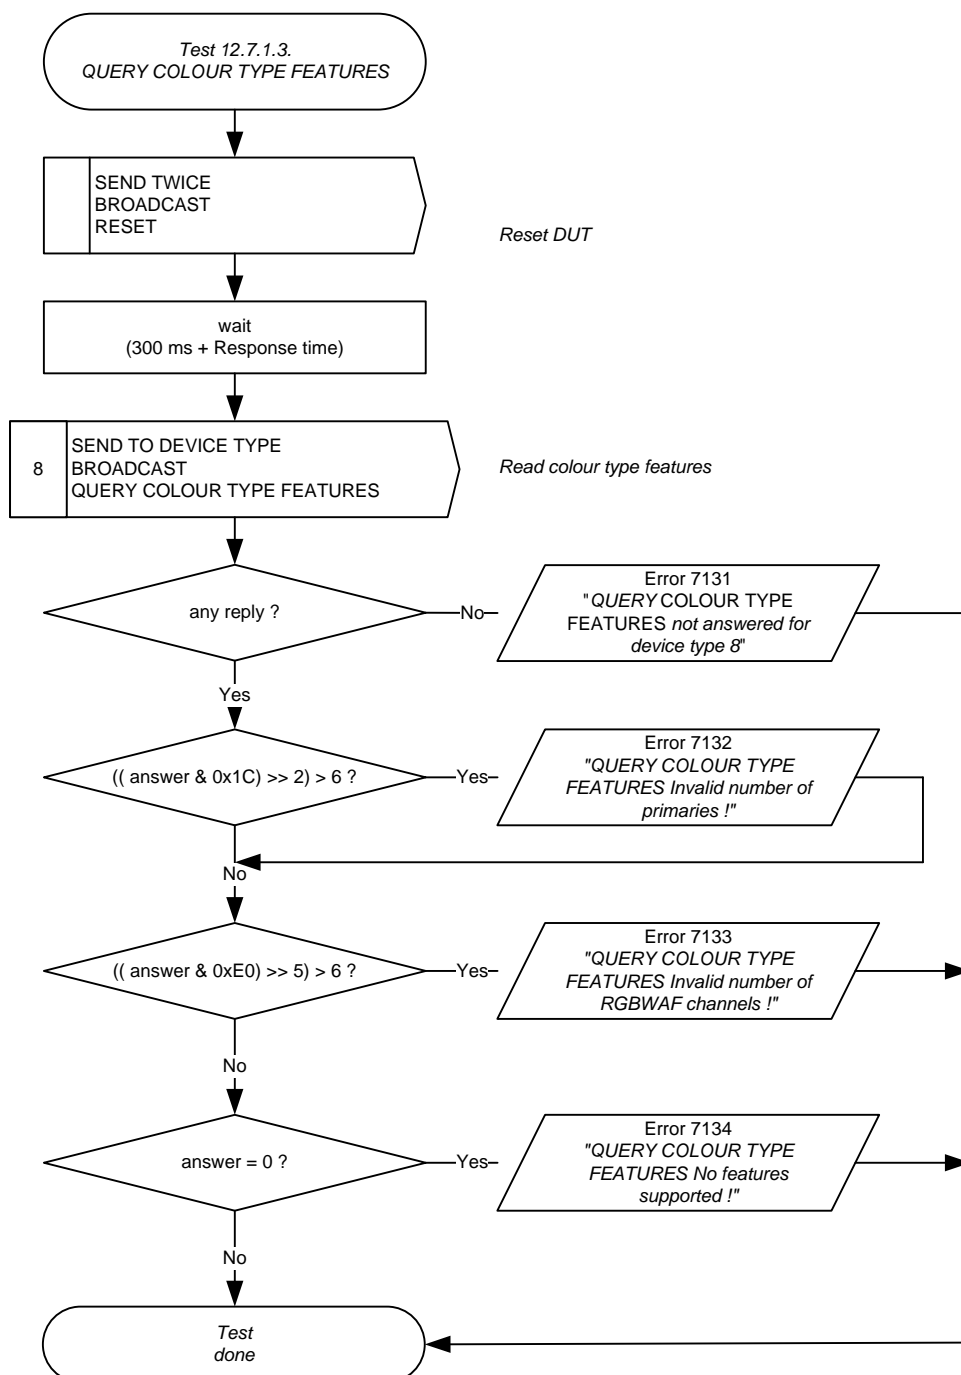 Test 12.7.1.3.
QUERY COLOUR TYPE FEATURES
SEND TWICE
BROADCAST
RESET
Reset DUT
wait
(300 ms + Response time)
8
SEND TO DEVICE TYPE
BROADCAST
QUERY COLOUR TYPE FEATURES
Read colour type features
any reply ?
No
Error 7131
"QUERY COLOUR TYPE
FEATURES not answered for
device type 8"
Yes
(( answer & 0x1C) >> 2) > 6 ?
Yes
Error 7132
"QUERY COLOUR TYPE
FEATURES Invalid number of
primaries !"
No
(( answer & 0xE0) >> 5) > 6 ?
Yes
Error 7133
"QUERY COLOUR TYPE
FEATURES Invalid number of
RGBWAF channels !"
No
answer = 0 ?
Yes
Error 7134
"QUERY COLOUR TYPE
FEATURES No features
supported !"
No
Test
done